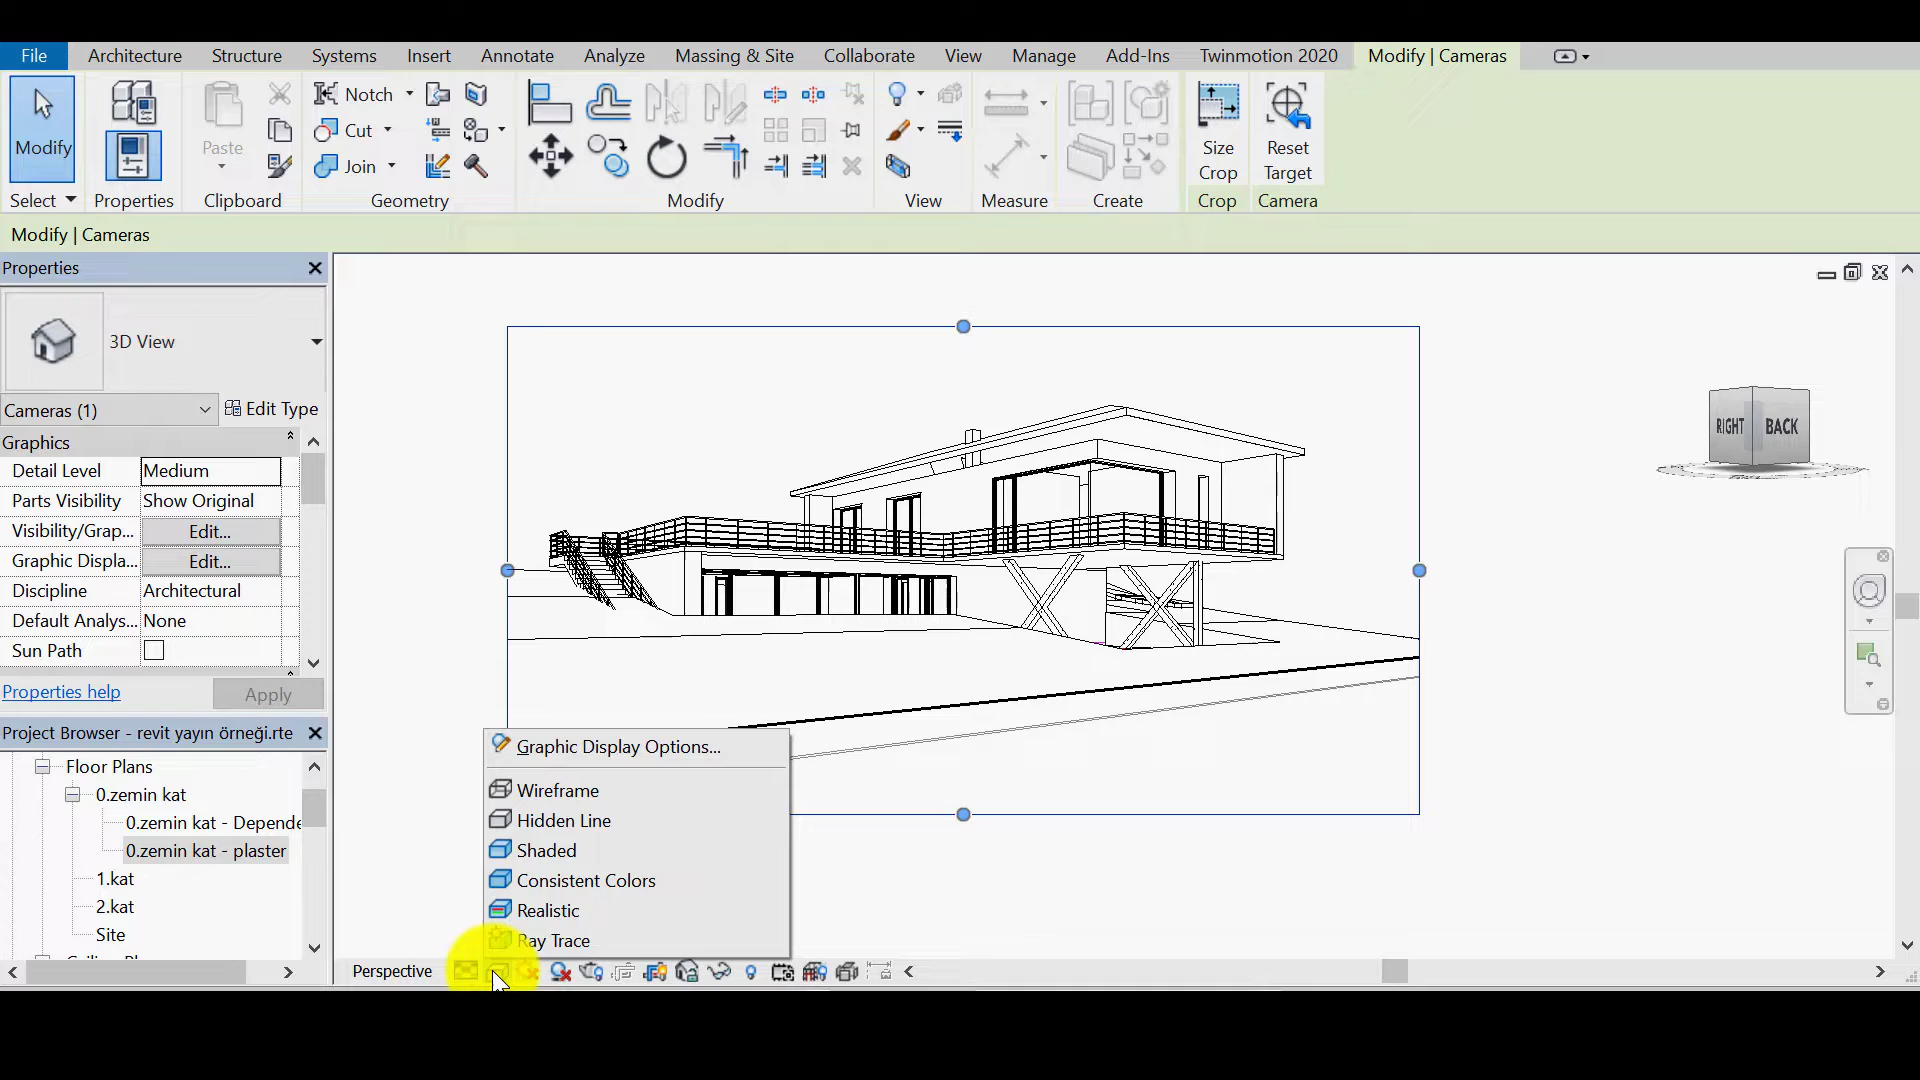 File Architecture Structure Systems Insert Annotate Analyze Massing & Site Collaborate View Manage Add-Ins Twinmotion 2020 Modify | Cameras
Modify
Paste
Notch
Cut
Join
Size
Crop
Reset
Target
Select Properties Clipboard Geometry Modify View Measure Create Crop Camera
Modify | Cameras
Properties
3D View
Cameras (1) Edit Type
Graphics
Detail Level Medium
Parts Visibility Show Original
Visibility/Grap... Edit...
Graphic Displa... Edit...
Discipline Architectural
Default Analys... None
Sun Path
Properties help Apply
Project Browser - revit yayın örneği.rte
Floor Plans
0.zemin kat
0.zemin kat - Depende
0.zemin kat - plaster
1.kat
2.kat
Site
RIGHT BACK
Graphic Display Options...
Wireframe
Hidden Line
Shaded
Consistent Colors
Realistic
Ray Trace
Perspective